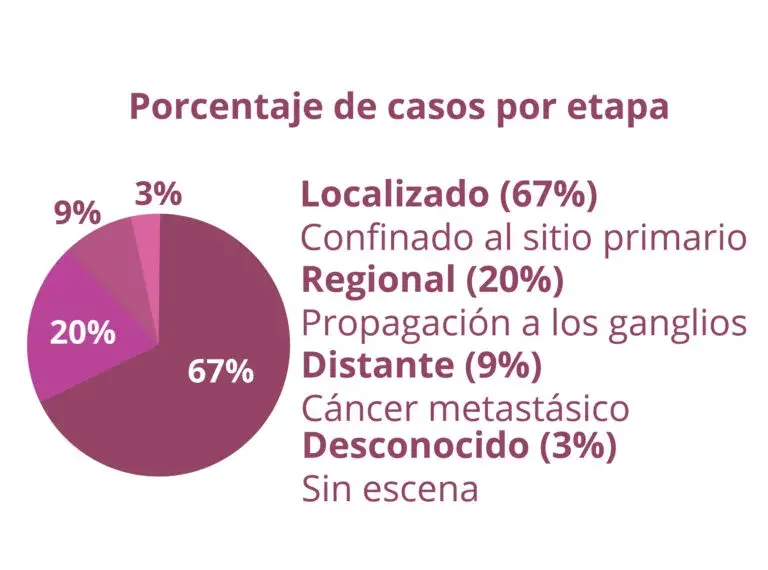 Porcentaje de casos por etapa
3%
9%
20%
67%
Localizado (67%)
Confinado al sitio primario
Regional (20%)
Propagación a los ganglios
Distante (9%)
Cáncer metastásico
Desconocido (3%)
Sin escena